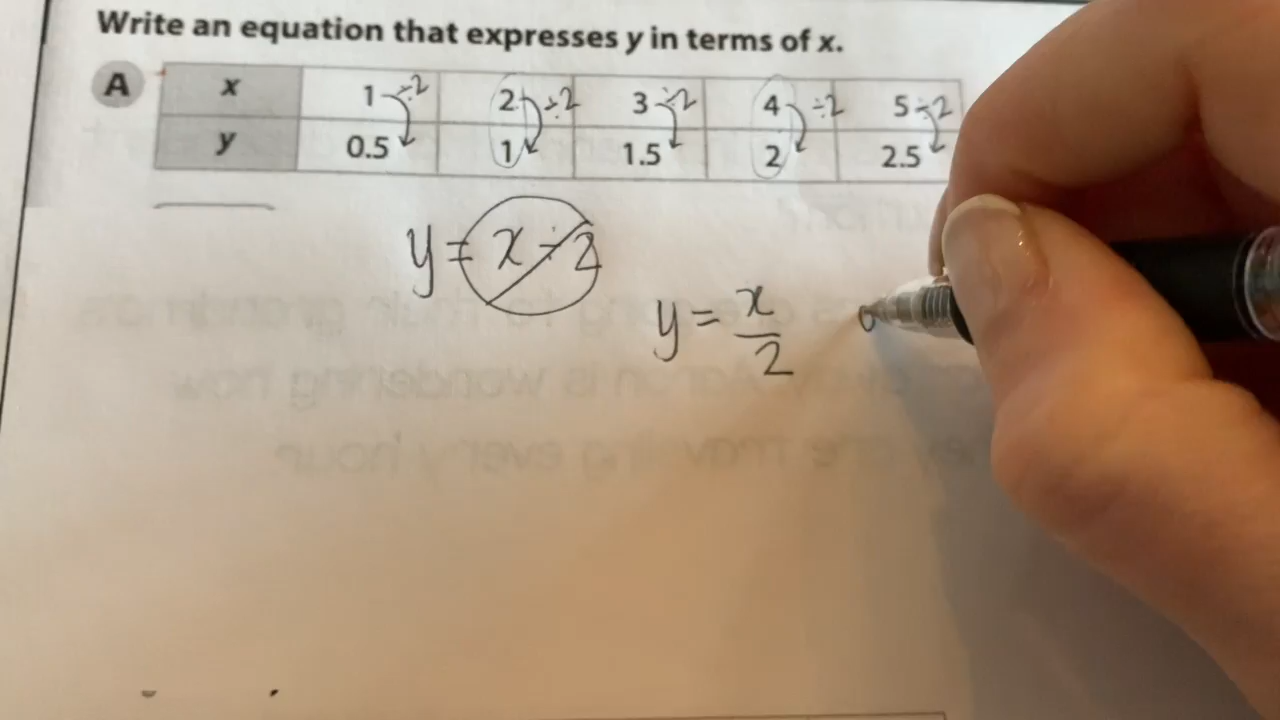 Write an equation that expresses y in terms of x.
A
x 1 ÷2 2 ÷2 3 ÷2 4 ÷2 5 ÷2
y 0.5 1 1.5 2 2.5
y = x ÷ 2
y = x/2